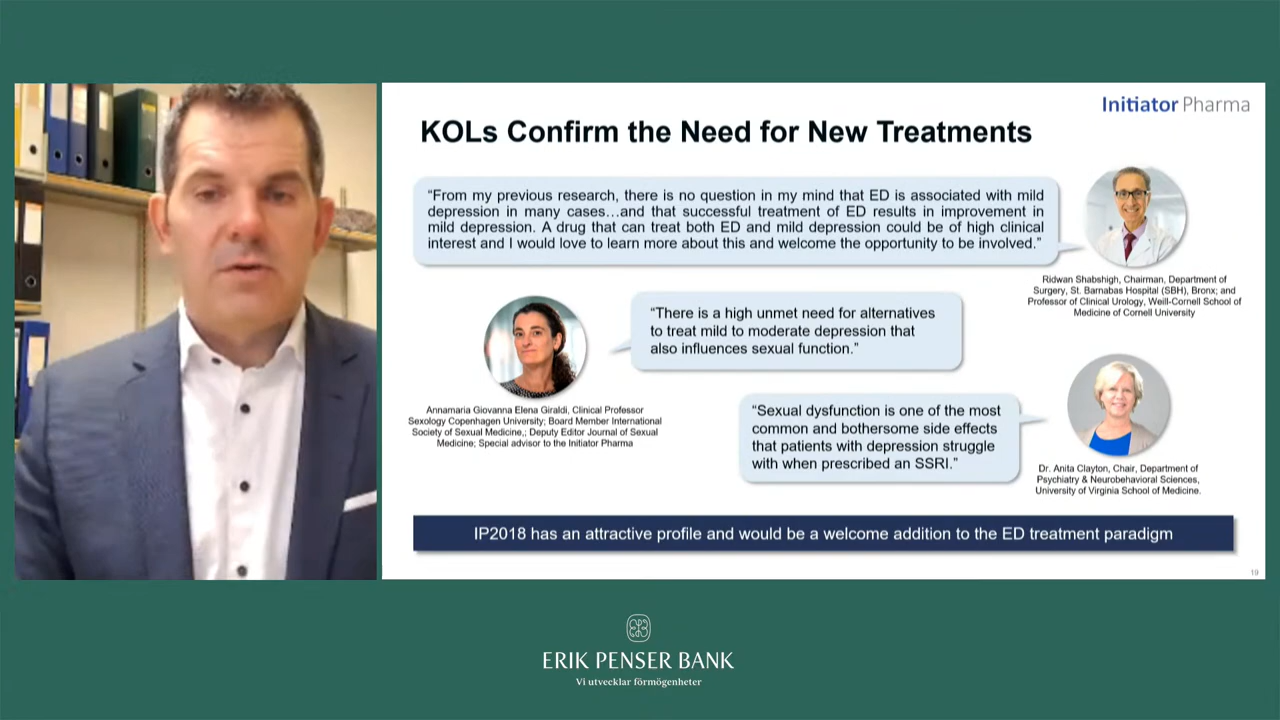 Initiator Pharma
KOLs Confirm the Need for New Treatments
“From my previous research, there is no question in my mind that ED is associated with mild
depression in many cases…and that successful treatment of ED results in improvement in
mild depression. A drug that can treat both ED and mild depression could be of high clinical
interest and I would love to learn more about this and welcome the opportunity to be involved.”
Ridwan Shabshigh, Chairman, Department of
Surgery, St. Barnabas Hospital (SBH), Bronx; and
Professor of Clinical Urology, Weill-Cornell School of
Medicine of Cornell University
“There is a high unmet need for alternatives
to treat mild to moderate depression that
also influences sexual function.”
Annamaria Giovanna Elena Giraldi, Clinical Professor
Sexology Copenhagen University; Board Member International
Society of Sexual Medicine,; Deputy Editor Journal of Sexual
Medicine; Special advisor to the Initiator Pharma
“Sexual dysfunction is one of the most
common and bothersome side effects
that patients with depression struggle
with when prescribed an SSRI.”
Dr. Anita Clayton, Chair, Department of
Psychiatry & Neurobehavioral Sciences,
University of Virginia School of Medicine.
IP2018 has an attractive profile and would be a welcome addition to the ED treatment paradigm
19
ERIK PENSER BANK
Vi utvecklar förmögenheter